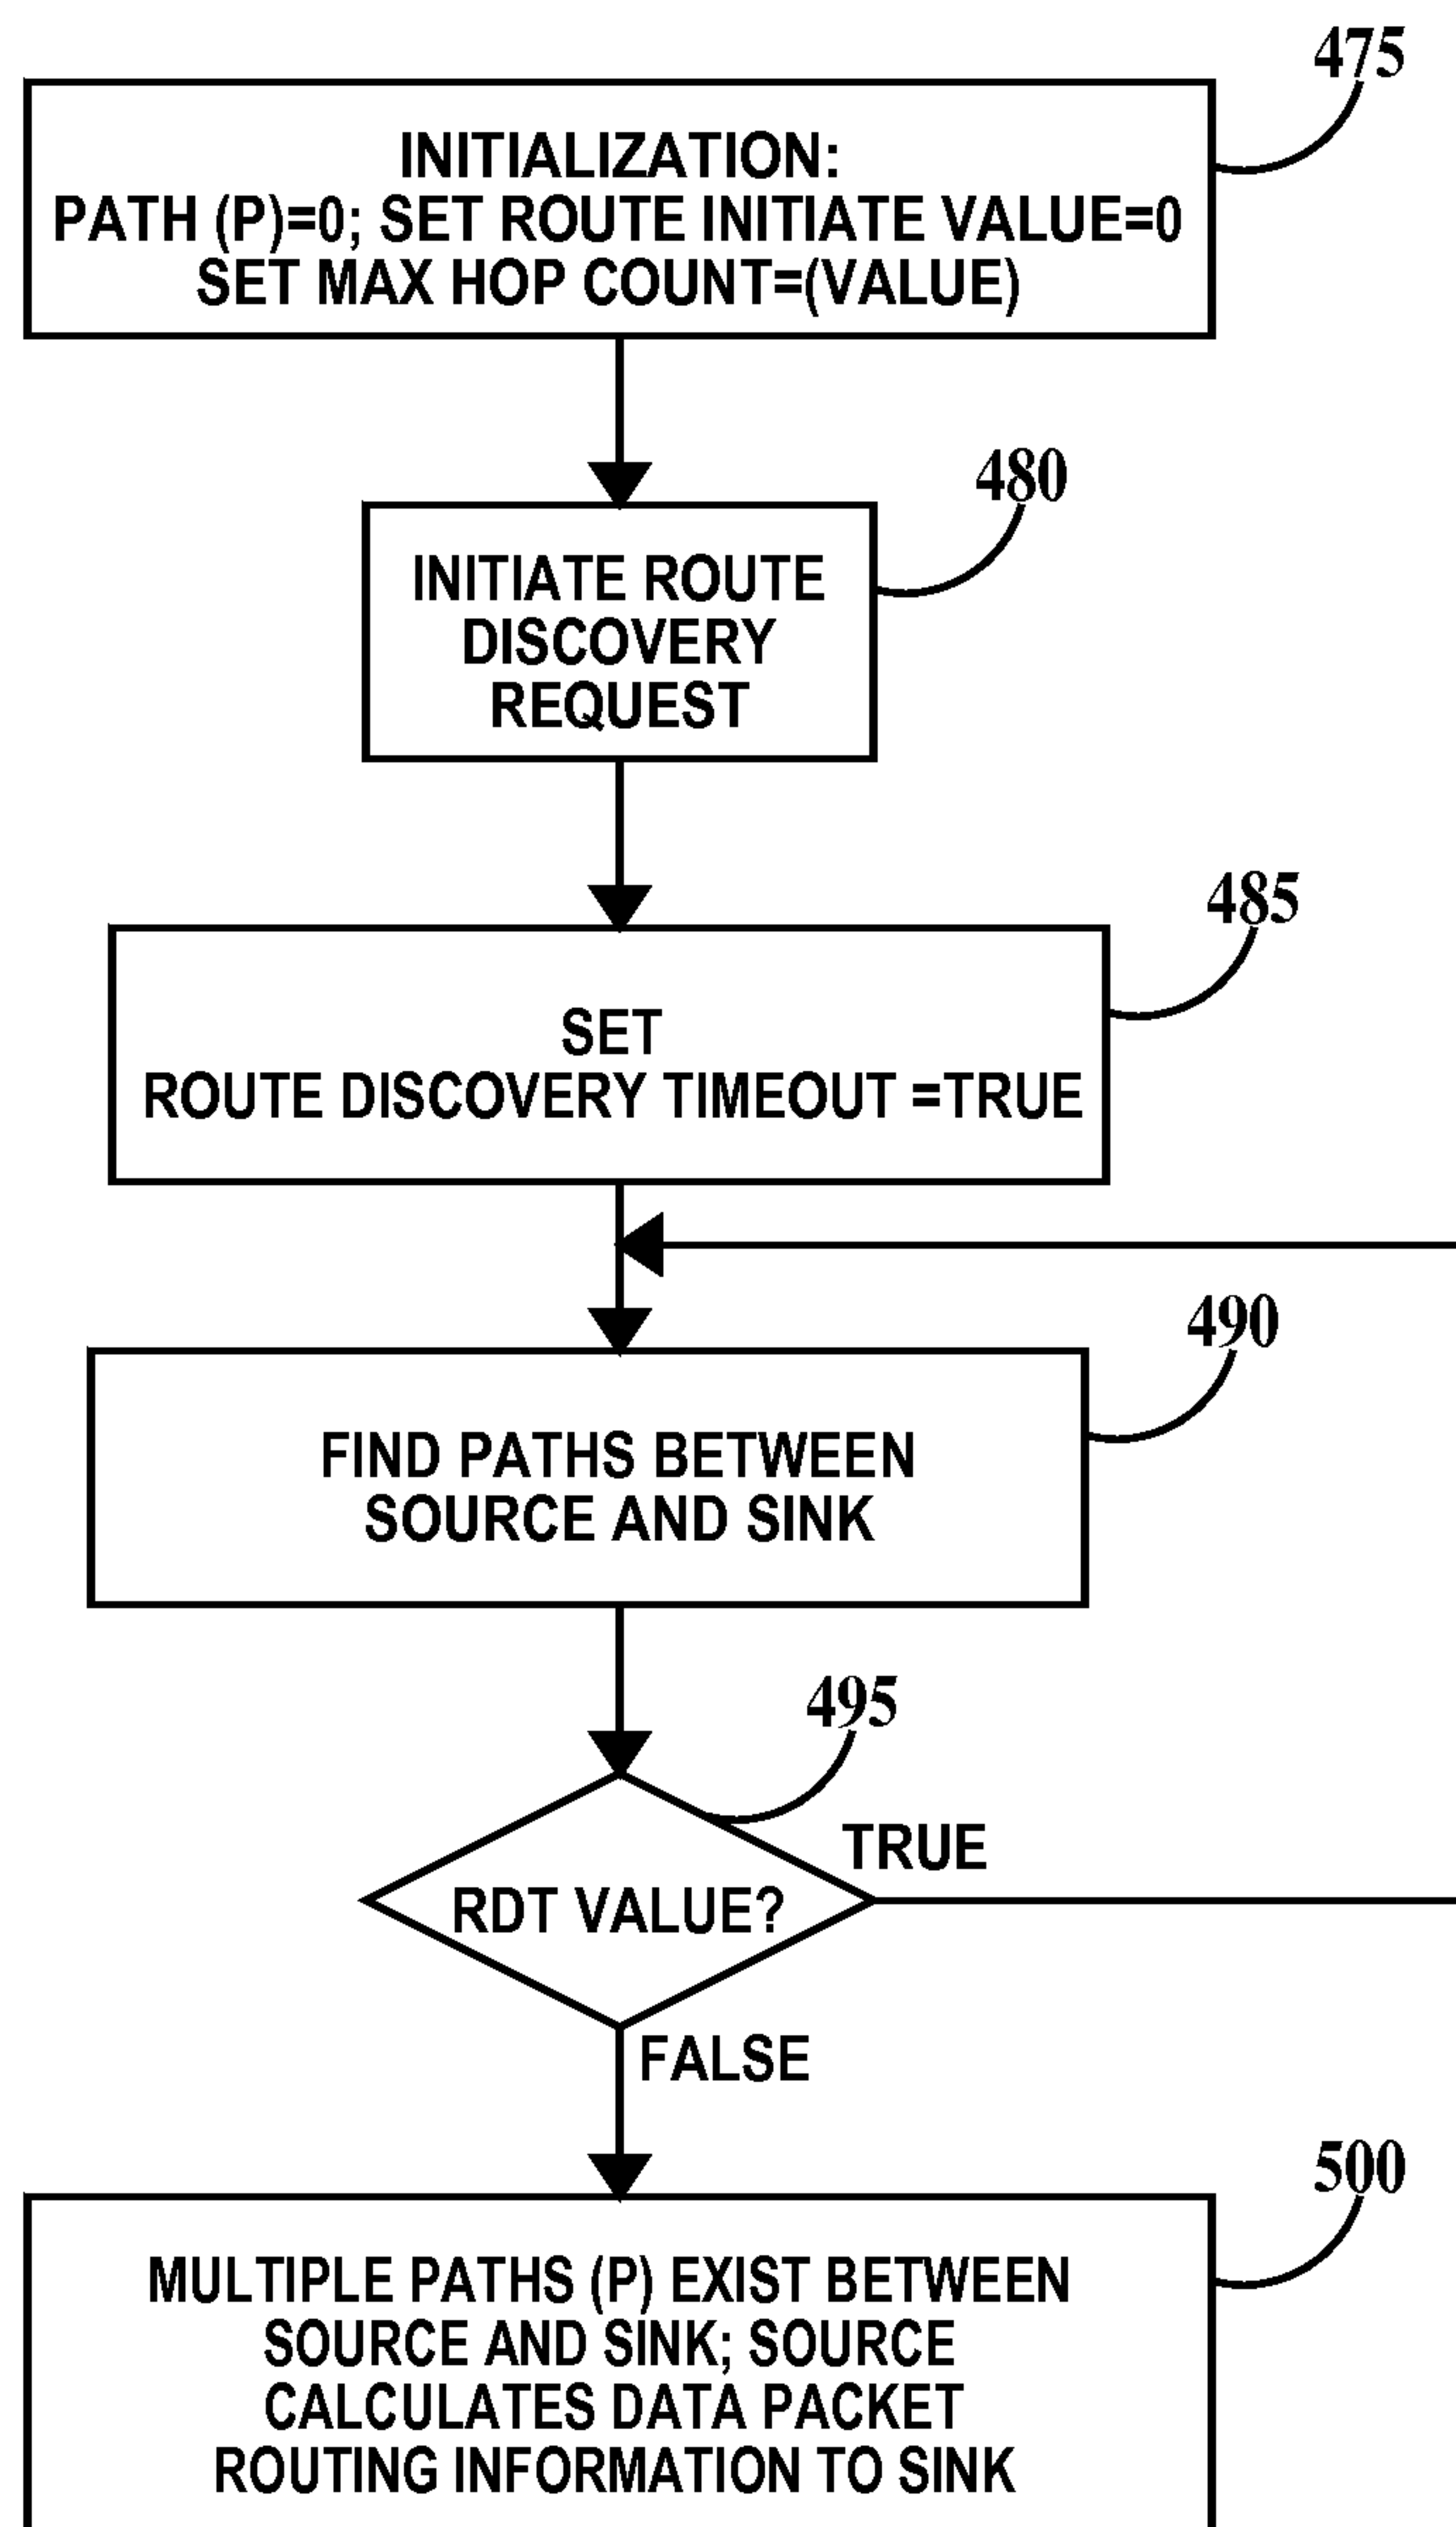 475
INITIALIZATION:
PATH (P)=0; SET ROUTE INITIATE VALUE=0
SET MAX HOP COUNT=(VALUE)
480
INITIATE ROUTE
DISCOVERY
REQUEST
485
SET
ROUTE DISCOVERY TIMEOUT =TRUE
490
FIND PATHS BETWEEN
SOURCE AND SINK
495
TRUE
RDT VALUE?
FALSE
500
MULTIPLE PATHS (P) EXIST BETWEEN
SOURCE AND SINK; SOURCE
CALCULATES DATA PACKET
ROUTING INFORMATION TO SINK